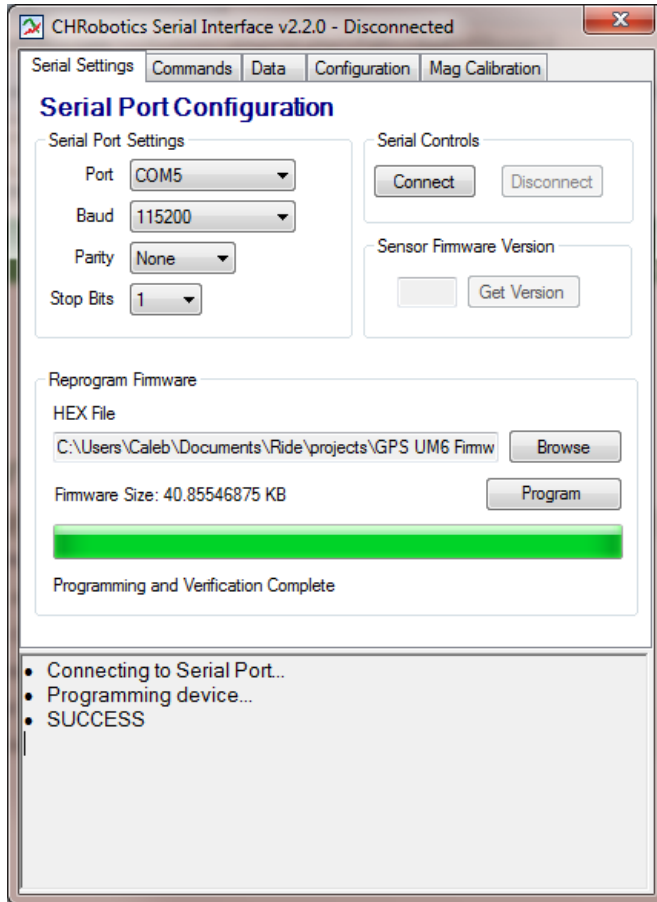 CHRobotics Serial Interface v2.2.0 - Disconnected
Serial Settings Commands Data Configuration Mag Calibration
Serial Port Configuration
Serial Port Settings
Port COM5
Baud 115200
Parity None
Stop Bits 1
Serial Controls
Connect Disconnect
Sensor Firmware Version
Get Version
Reprogram Firmware
HEX File
C:\Users\Caleb\Documents\Ride\projects\GPS UM6 Firmw Browse
Firmware Size: 40.85546875 KB Program
Programming and Verification Complete
• Connecting to Serial Port...
• Programming device...
• SUCCESS